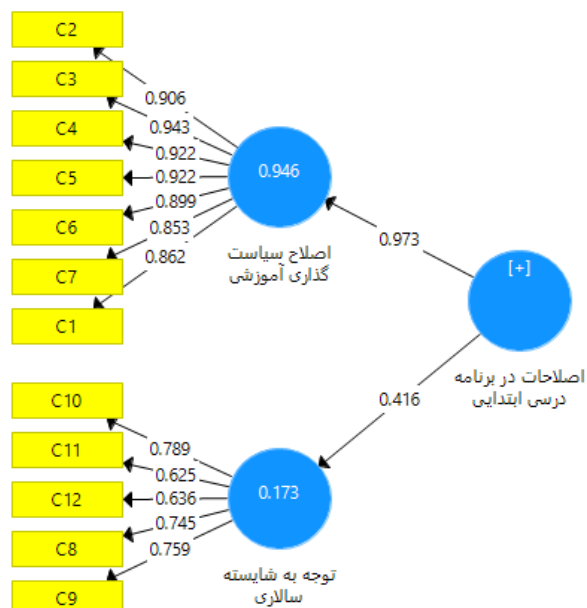 C2
C3
C4
C5
C6
C7
C1
0.906
0.943
0.922
0.922
0.899
0.853
0.862
0.946
اصلاح سیاست
گذاری آموزشی
0.973
[+]
اصلاحات در برنامه
درسی ابتدایی
0.416
C10
C11
C12
C8
C9
0.789
0.625
0.636
0.745
0.759
0.173
توجه به شایسته
سالاری